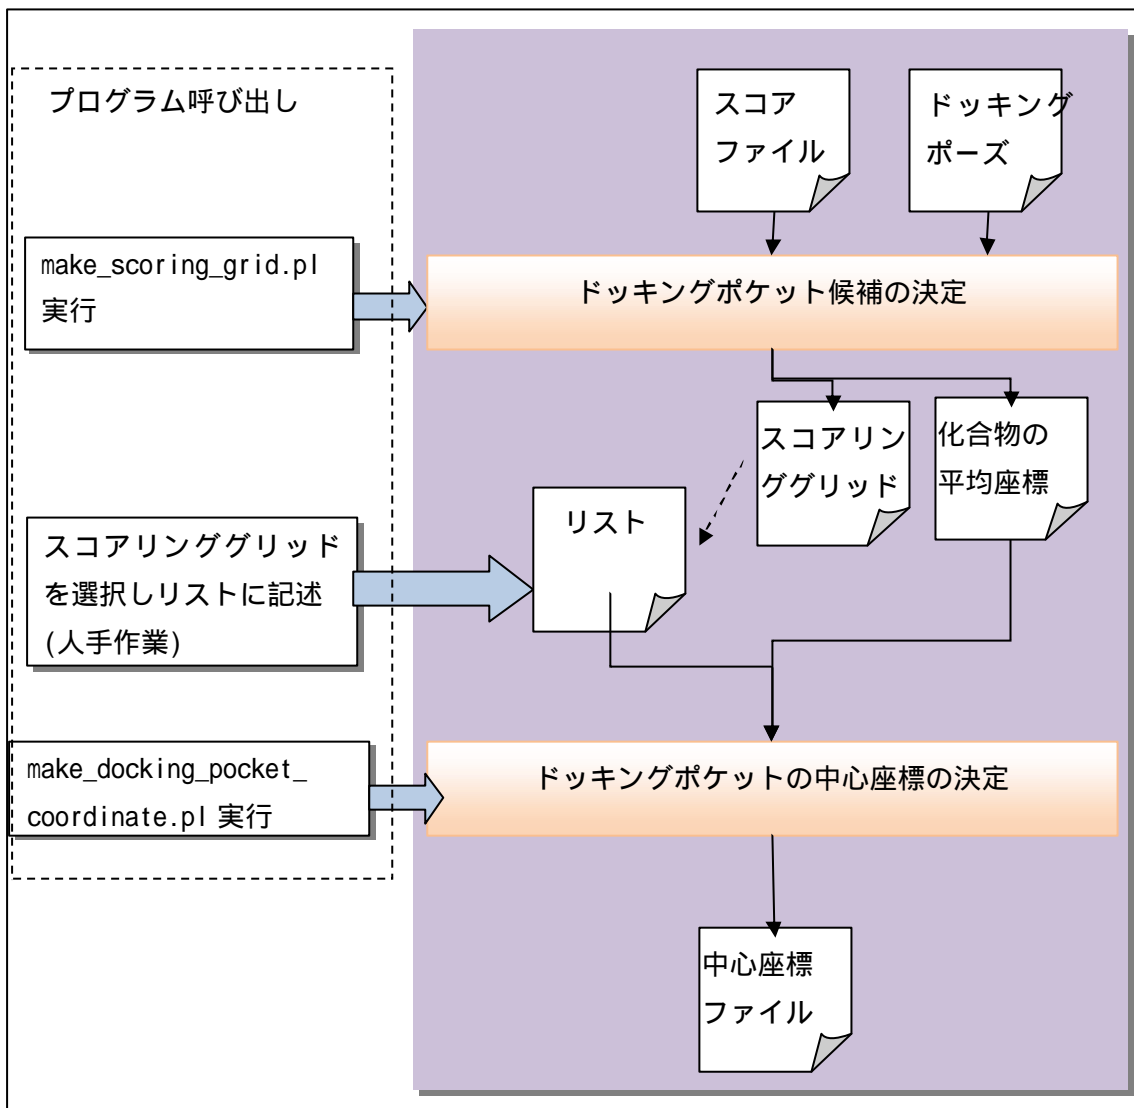 プログラム呼び出し
スコア
ファイル
ドッキング
ポーズ
make_scoring_grid.pl
実行
ドッキングポケット候補の決定
スコアリン
ググリッド
化合物の
平均座標
リスト
スコアリンググリッド
を選択しリストに記述
(人手作業)
make_docking_pocket_
coordinate.pl 実行
ドッキングポケットの中心座標の決定
中心座標
ファイル